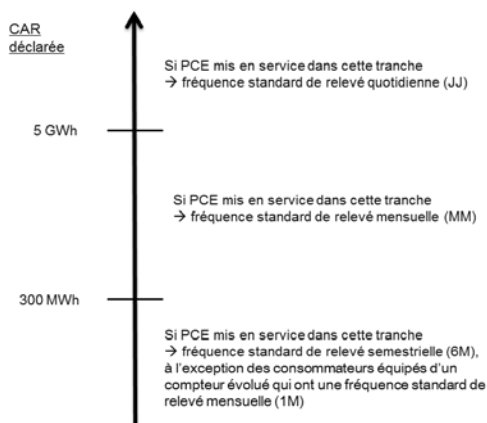 CAR
déclarée
Si PCE mis en service dans cette tranche
→ fréquence standard de relevé quotidienne (JJ)
5 GWh
Si PCE mis en service dans cette tranche
→ fréquence standard de relevé mensuelle (MM)
300 MWh
Si PCE mis en service dans cette tranche
→ fréquence standard de relevé semestrielle (6M),
à l'exception des consommateurs équipés d'un
compteur évolué qui ont une fréquence standard de
relevé mensuelle (1M)